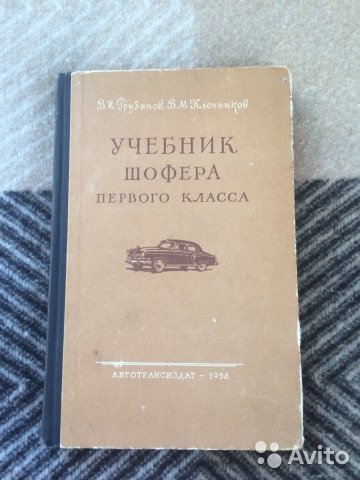 В. И. Грузинов, В. М. Кленников
УЧЕБНИК
ШОФЕРА
ПЕРВОГО КЛАССА
АВТОТРАНСИЗДАТ — 1958
Avito